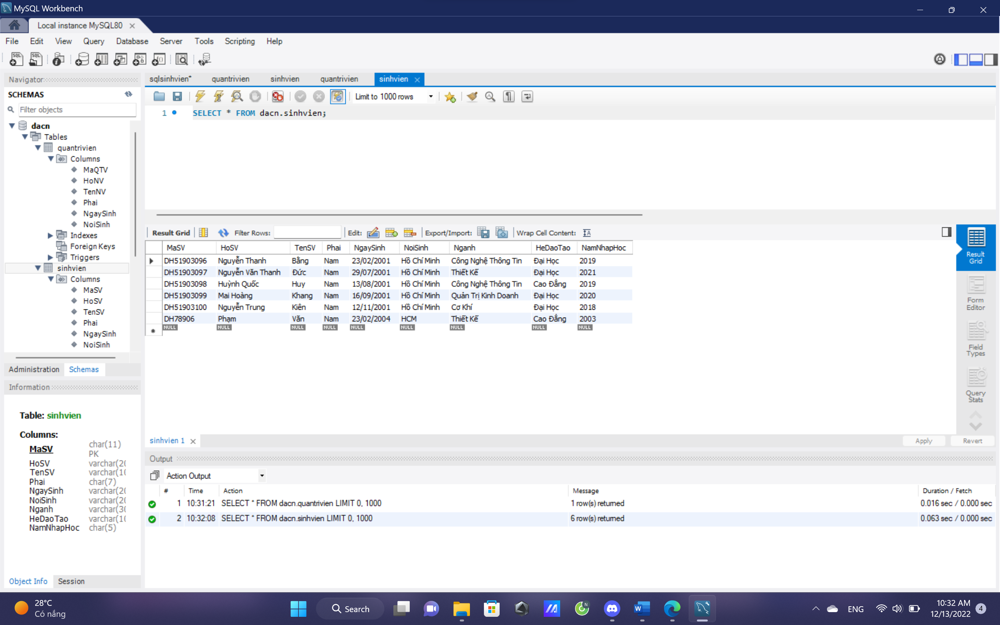 MySQL Workbench
Local instance MySQL80
File Edit View Query Database Server Tools Scripting Help
Navigator
SCHEMAS
Filter objects
dacn
Tables
quantrivien
Columns
MaQTV
HoNV
TenNV
Phai
NgaySinh
NoiSinh
Indexes
Foreign Keys
Triggers
sinhvien
Columns
MaSV
HoSV
TenSV
Phai
NgaySinh
NoiSinh
Administration Schemas
Information
Table: sinhvien
Columns:
MaSV char(11) PK
HoSV varchar(20
TenSV varchar(10
Phai char(7)
NgaySinh varchar(20
NoiSinh varchar(20
Nganh varchar(30
HeDaoTao varchar(10
NamNhapHoc char(5)
Object Info Session
sqlsinhvien* quantrivien sinhvien quantrivien sinhvien
Limit to 1000 rows
1 SELECT * FROM dacn.sinhvien;
Result Grid Filter Rows: Edit: Export/Import: Wrap Cell Content:
MaSV HoSV TenSV Phai NgaySinh NoiSinh Nganh HeDaoTao NamNhapHoc
DH51903096 Nguyễn Thanh Bằng Nam 23/02/2001 Hồ Chí Minh Công Nghệ Thông Tin Đại Học 2019
DH51903097 Nguyễn Văn Thanh Đức Nam 29/07/2001 Hồ Chí Minh Thiết Kế Đại Học 2021
DH51903098 Huỳnh Quốc Huy Nam 13/08/2001 Hồ Chí Minh Công Nghệ Thông Tin Cao Đẳng 2019
DH51903099 Mai Hoàng Khang Nam 16/09/2001 Hồ Chí Minh Quản Trị Kinh Doanh Đại Học 2020
DH51903100 Nguyễn Trung Kiên Nam 12/11/2001 Hồ Chí Minh Cơ Khí Đại Học 2018
DH78906 Phạm Văn Nam 23/02/2004 HCM Thiết Kế Cao Đẳng 2003
NULL NULL NULL NULL NULL NULL NULL NULL NULL
Result Grid
Form Editor
Field Types
Query Stats
sinhvien 1
Apply Revert
Output
Action Output
# Time Action Message Duration / Fetch
1 10:31:21 SELECT * FROM dacn.quantrivien LIMIT 0, 1000 1 row(s) returned 0.016 sec / 0.000 sec
2 10:32:08 SELECT * FROM dacn.sinhvien LIMIT 0, 1000 6 row(s) returned 0.063 sec / 0.000 sec
28°C
Có nắng
Search
ENG
10:32 AM
12/13/2022
4